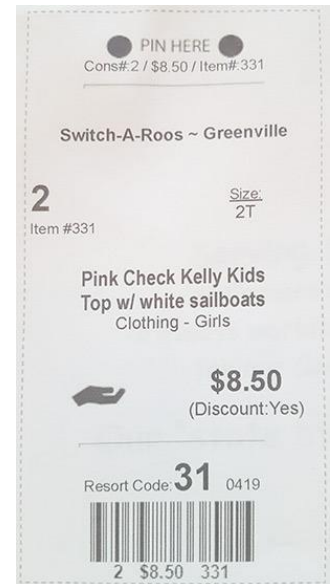 PIN HERE
Cons#:2 / $8.50 / Item#:331
Switch-A-Roos ~ Greenville
2
Size:
2T
Item #331
Pink Check Kelly Kids
Top w/ white sailboats
Clothing - Girls
$8.50
(Discount:Yes)
Resort Code: 31 0419
2 $8.50 331